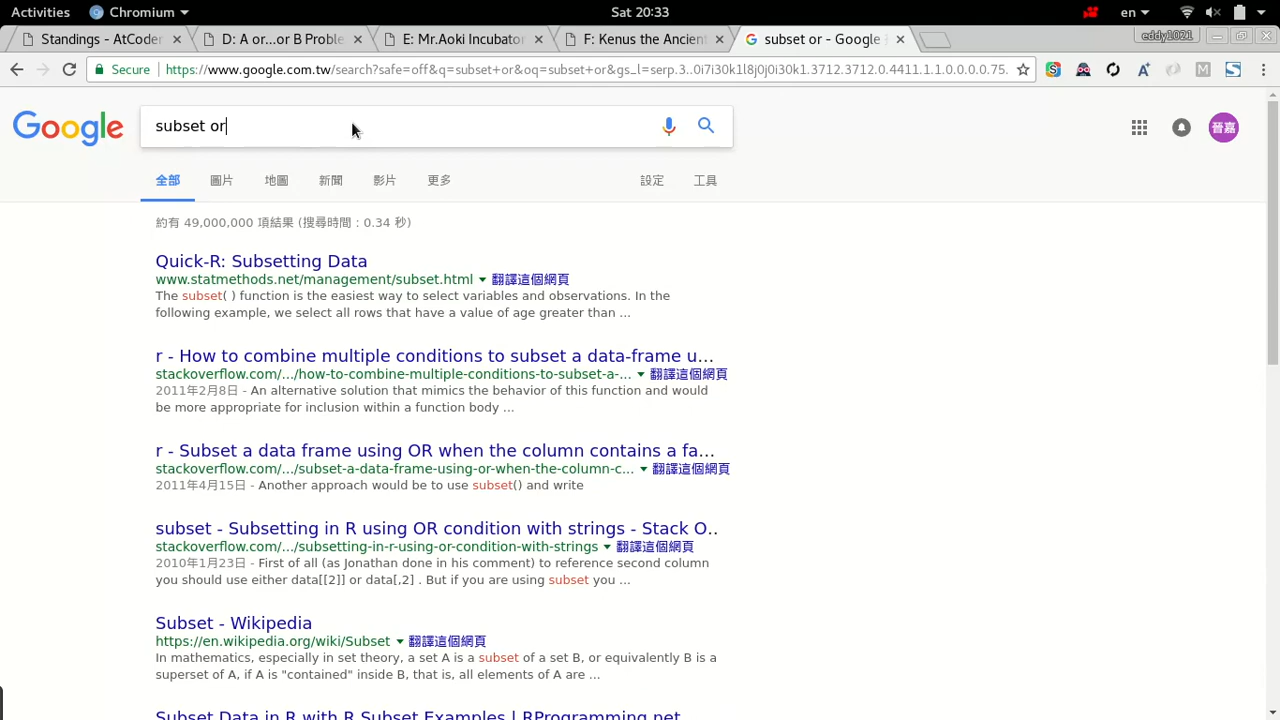 Activities Chromium Sat 20:33 en
Standings - AtCoder D: A or...or B Proble E: Mr.Aoki Incubator F: Kenus the Ancient subset or - Google eddy1021
Secure https://www.google.com.tw/search?safe=off&q=subset+or&oq=subset+or&gs_l=serp.3..0i7i30k1l8j0j0i30k1.3712.3712.0.4411.1.1.0.0.0.0.75.
Google subset or 晉嘉
全部 圖片 地圖 新聞 影片 更多 設定 工具
約有 49,000,000 項結果 (搜尋時間：0.34 秒)
Quick-R: Subsetting Data
www.statmethods.net/management/subset.html 翻譯這個網頁
The subset( ) function is the easiest way to select variables and observations. In the
following example, we select all rows that have a value of age greater than ...
r - How to combine multiple conditions to subset a data-frame u...
stackoverflow.com/.../how-to-combine-multiple-conditions-to-subset-a-... 翻譯這個網頁
2011年2月8日 - An alternative solution that mimics the behavior of this function and would
be more appropriate for inclusion within a function body ...
r - Subset a data frame using OR when the column contains a fa...
stackoverflow.com/.../subset-a-data-frame-using-or-when-the-column-c... 翻譯這個網頁
2011年4月15日 - Another approach would be to use subset() and write
subset - Subsetting in R using OR condition with strings - Stack O..
stackoverflow.com/.../subsetting-in-r-using-or-condition-with-strings 翻譯這個網頁
2010年1月23日 - First of all (as Jonathan done in his comment) to reference second column
you should use either data[[2]] or data[,2] . But if you are using subset you ...
Subset - Wikipedia
https://en.wikipedia.org/wiki/Subset 翻譯這個網頁
In mathematics, especially in set theory, a set A is a subset of a set B, or equivalently B is a
superset of A, if A is "contained" inside B, that is, all elements of A are ...
Subset Data in R with R Subset Examples | RProgramming.net